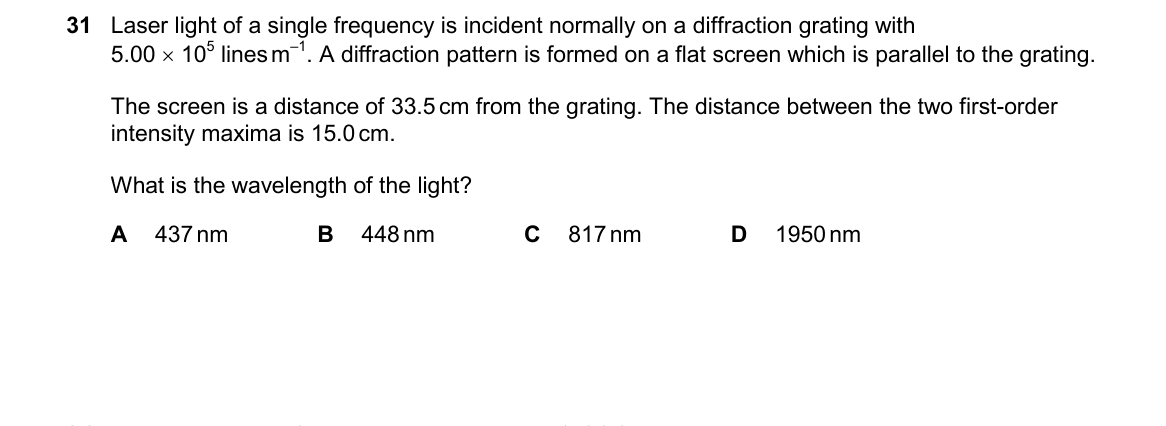 31 Laser light of a single frequency is incident normally on a diffraction grating with
5.00 × 10⁵ lines m⁻¹. A diffraction pattern is formed on a flat screen which is parallel to the grating.
The screen is a distance of 33.5 cm from the grating. The distance between the two first-order
intensity maxima is 15.0 cm.
What is the wavelength of the light?
A 437 nm B 448 nm C 817 nm D 1950 nm